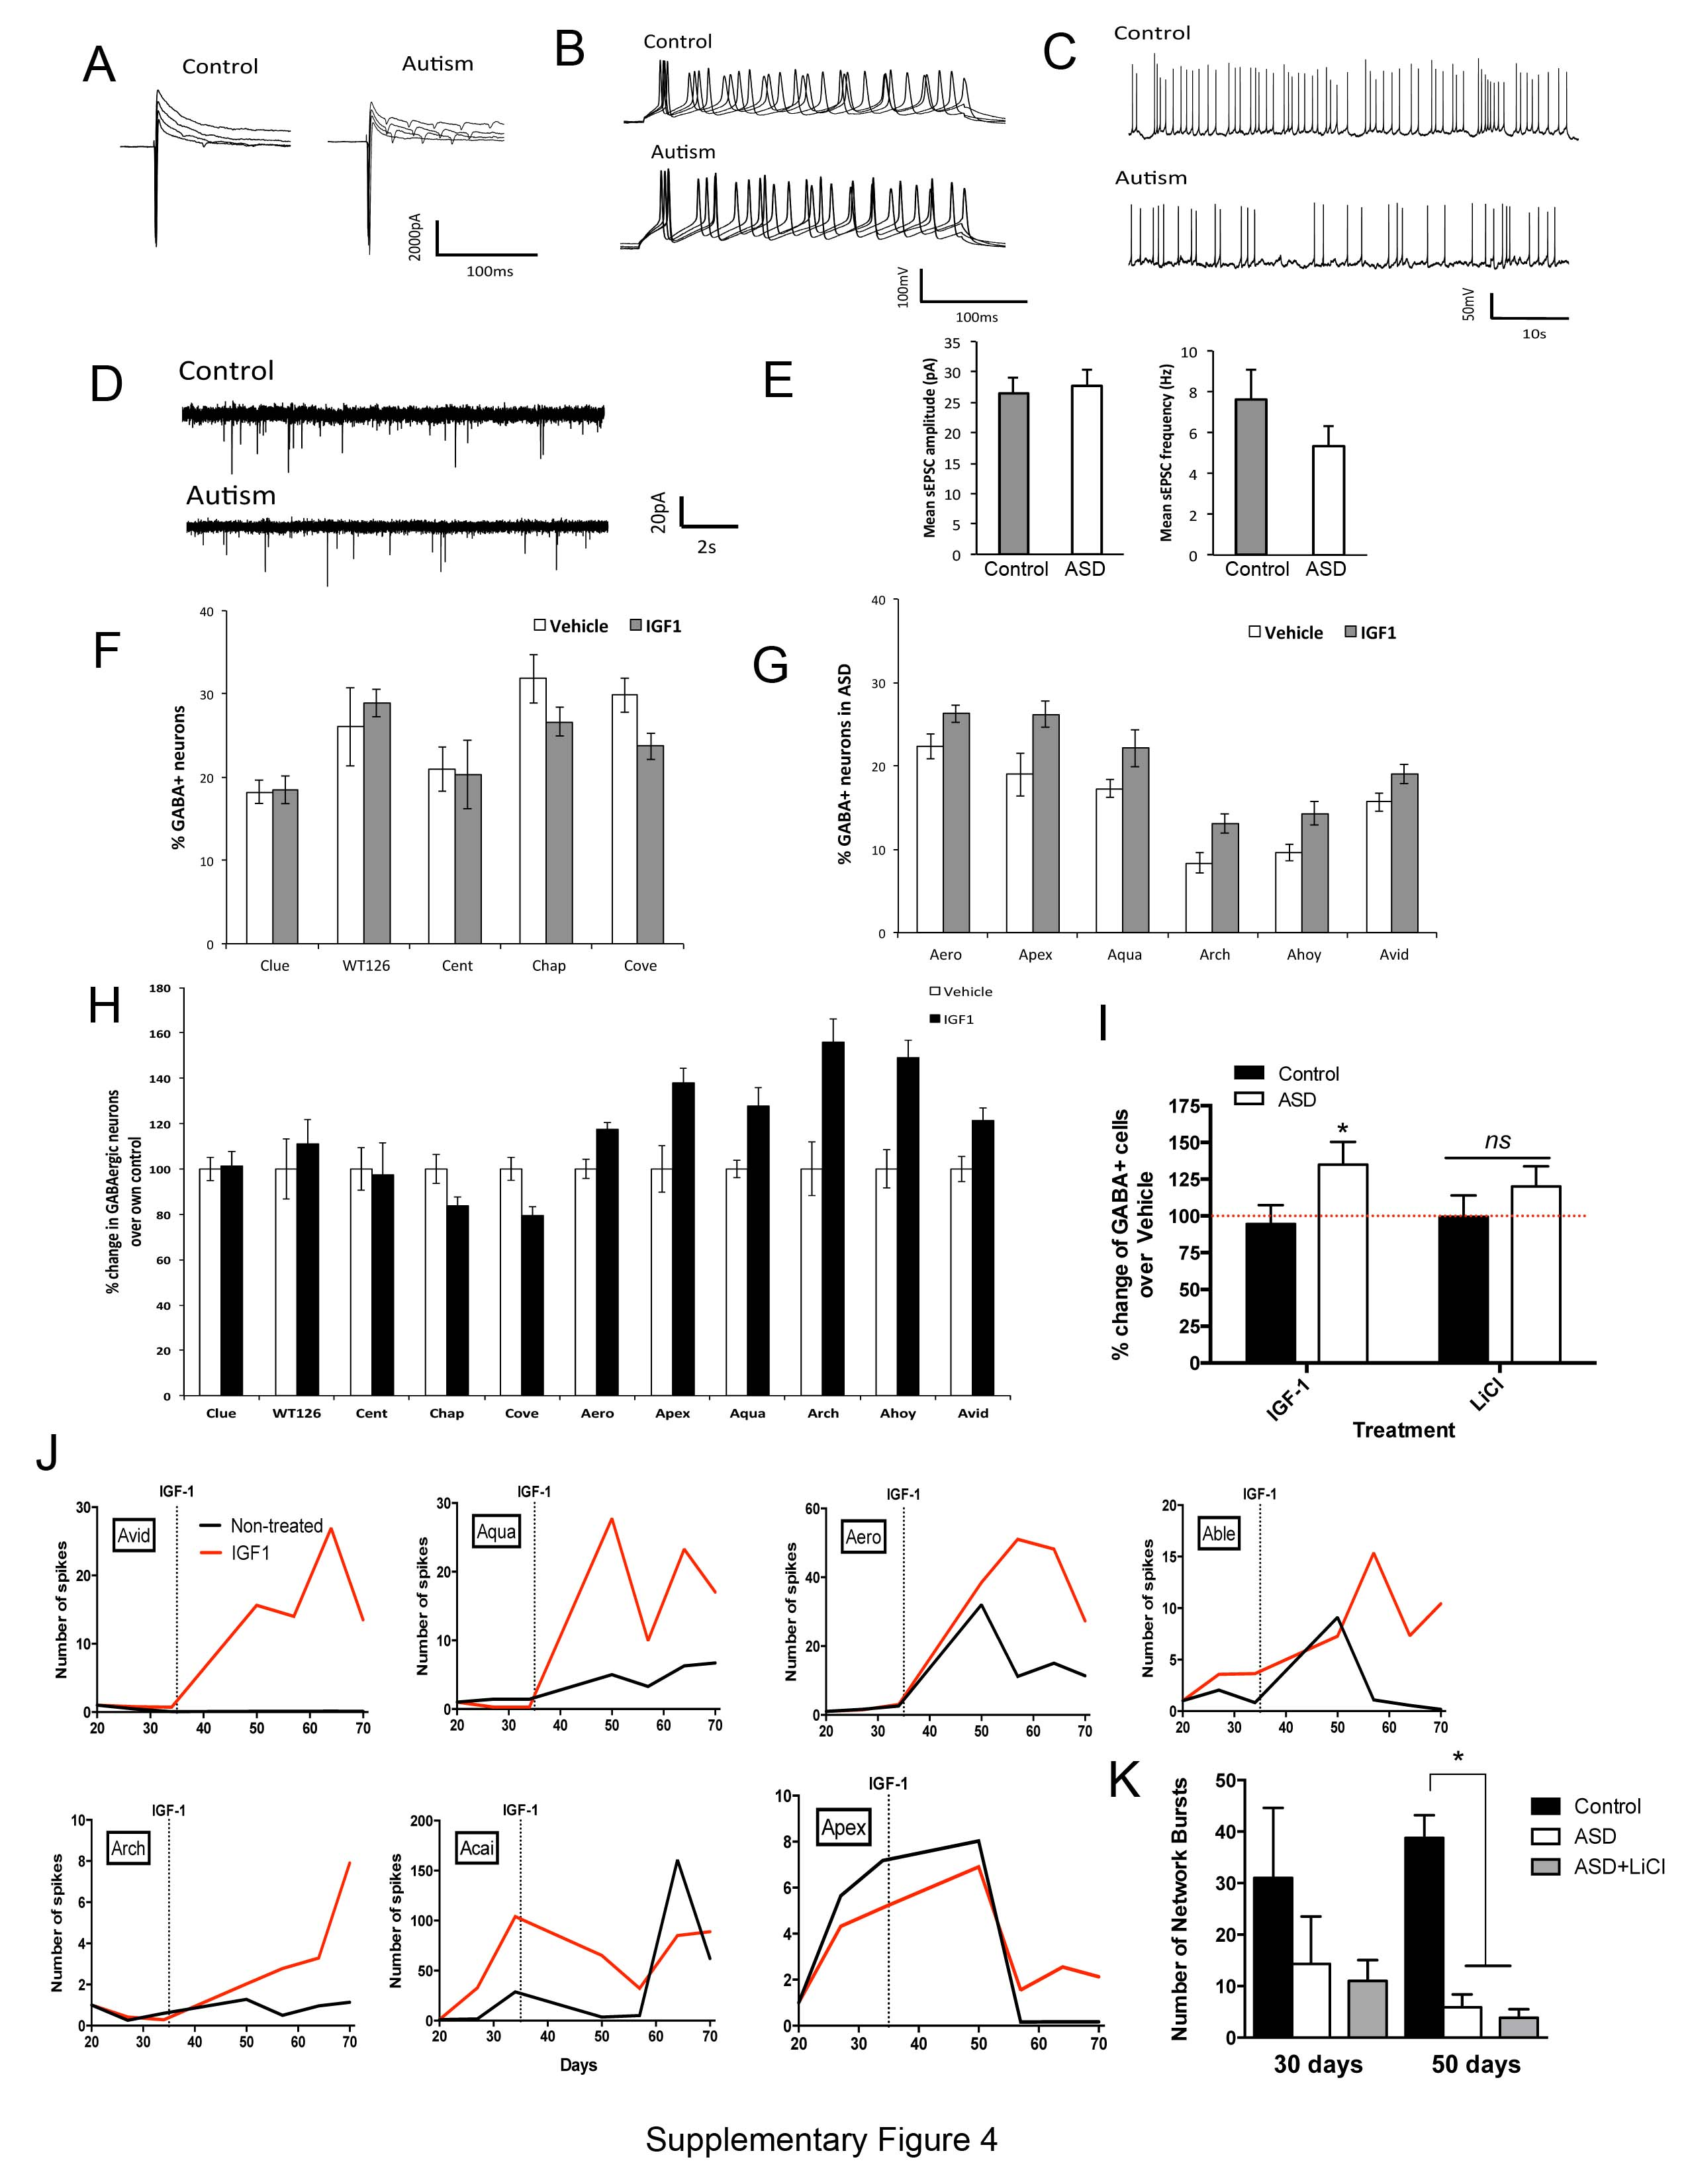 A
Control
Autism
2000pA
100ms
B
Control
Autism
100mV
100ms
C
Control
Autism
50mV
10s
D
Control
Autism
20pA
2s
E
Mean sEPSC amplitude (pA)
35
30
25
20
15
10
5
0
Control ASD
Mean sEPSC frequency (Hz)
10
8
6
4
2
0
Control ASD
F
Vehicle IGF1
% GABA+ neurons
40
30
20
10
0
Clue WT126 Cent Chap Cove
G
Vehicle IGF1
% GABA+ neurons in ASD
40
30
20
10
0
Aero Apex Aqua Arch Ahoy Avid
H
Vehicle
IGF1
% change in GABAergic neurons
over own control
180
160
140
120
100
80
60
40
20
0
Clue WT126 Cent Chap Cove Aero Apex Aqua Arch Ahoy Avid
I
Control
ASD
% change of GABA+ cells
over Vehicle
175
150
125
100
75
50
25
0
*
ns
IGF-1
LiCl
Treatment
J
IGF-1
Avid
Non-treated
IGF1
Number of spikes
30
20
10
0
20 30 40 50 60 70
IGF-1
Aqua
Number of spikes
30
20
10
0
20 30 40 50 60 70
IGF-1
Aero
Number of spikes
60
40
20
0
20 30 40 50 60 70
IGF-1
Able
Number of spikes
20
15
10
5
0
20 30 40 50 60 70
IGF-1
Arch
Number of spikes
10
8
6
4
2
0
20 30 40 50 60 70
IGF-1
Acai
Number of spikes
200
150
100
50
0
20 30 40 50 60 70
Days
IGF-1
Apex
10
8
6
4
2
0
20 30 40 50 60 70
K
*
Control
ASD
ASD+LiCl
Number of Network Bursts
50
40
30
20
10
0
30 days 50 days
Supplementary Figure 4